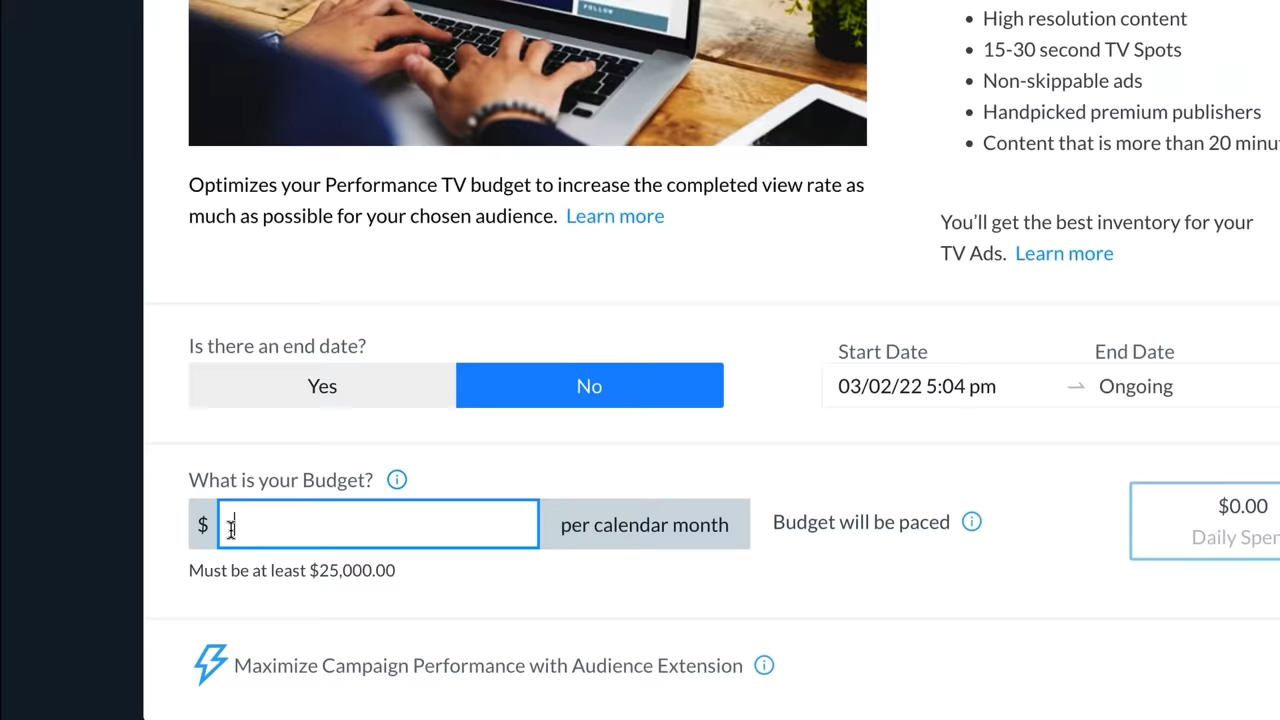 FOLLOW
High resolution content
15-30 second TV Spots
Non-skippable ads
Handpicked premium publishers
Content that is more than 20 minu
Optimizes your Performance TV budget to increase the completed view rate as
much as possible for your chosen audience. Learn more
You’ll get the best inventory for your
TV Ads. Learn more
Is there an end date?
Yes
No
Start Date
End Date
03/02/22 5:04 pm
Ongoing
What is your Budget?
$
per calendar month
Budget will be paced
$0.00
Daily Spen
Must be at least $25,000.00
Maximize Campaign Performance with Audience Extension